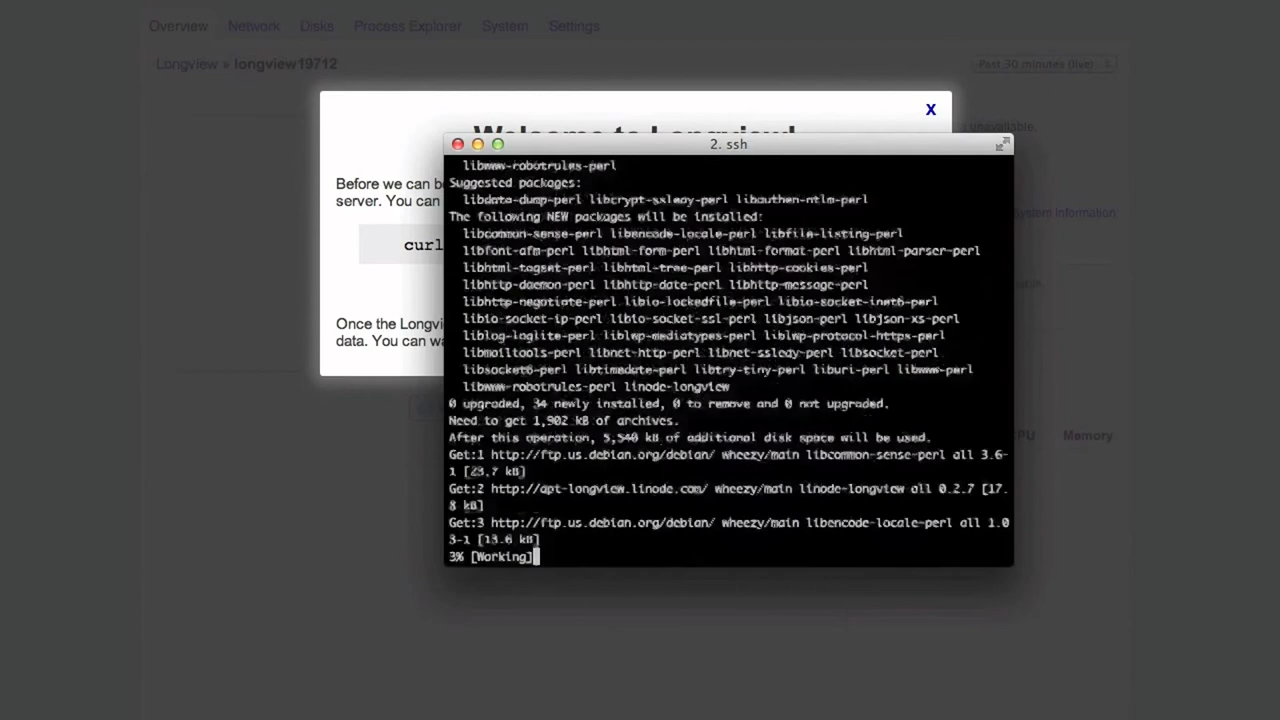 Overview Network Disks Process Explorer System Settings
Longview » longview19712
Past 30 minutes (live)
X
unavailable.
Welcome to Longview!
2. ssh
Before we can b
server. You can
System Information
curl
Once the Longvi
data. You can wa
PU Memory
libwww-robotrules-perl
Suggested packages:
libdata-dump-perl libcrypt-ssleay-perl libauthen-ntlm-perl
The following NEW packages will be installed:
libcommon-sense-perl libencode-locale-perl libfile-listing-perl
libfont-afm-perl libhtml-form-perl libhtml-format-perl libhtml-parser-perl
libhtml-tagset-perl libhtml-tree-perl libhttp-cookies-perl
libhttp-daemon-perl libhttp-date-perl libhttp-message-perl
libhttp-negotiate-perl libio-lockedfile-perl libio-socket-inet6-perl
libio-socket-ip-perl libio-socket-ssl-perl libjson-perl libjson-xs-perl
liblog-loglite-perl liblwp-mediatypes-perl liblwp-protocol-https-perl
libmailtools-perl libnet-http-perl libnet-ssleay-perl libsocket-perl
libsocket6-perl libtimedate-perl libtry-tiny-perl liburi-perl libwww-perl
libwww-robotrules-perl linode-longview
0 upgraded, 34 newly installed, 0 to remove and 0 not upgraded.
Need to get 1,902 kB of archives.
After this operation, 5,540 kB of additional disk space will be used.
Get:1 http://ftp.us.debian.org/debian/ wheezy/main libcommon-sense-perl all 3.6-
1 [23.7 kB]
Get:2 http://apt-longview.linode.com/ wheezy/main linode-longview all 0.2.7 [17.
8 kB]
Get:3 http://ftp.us.debian.org/debian/ wheezy/main libencode-locale-perl all 1.0
3-1 [13.6 kB]
3% [Working]